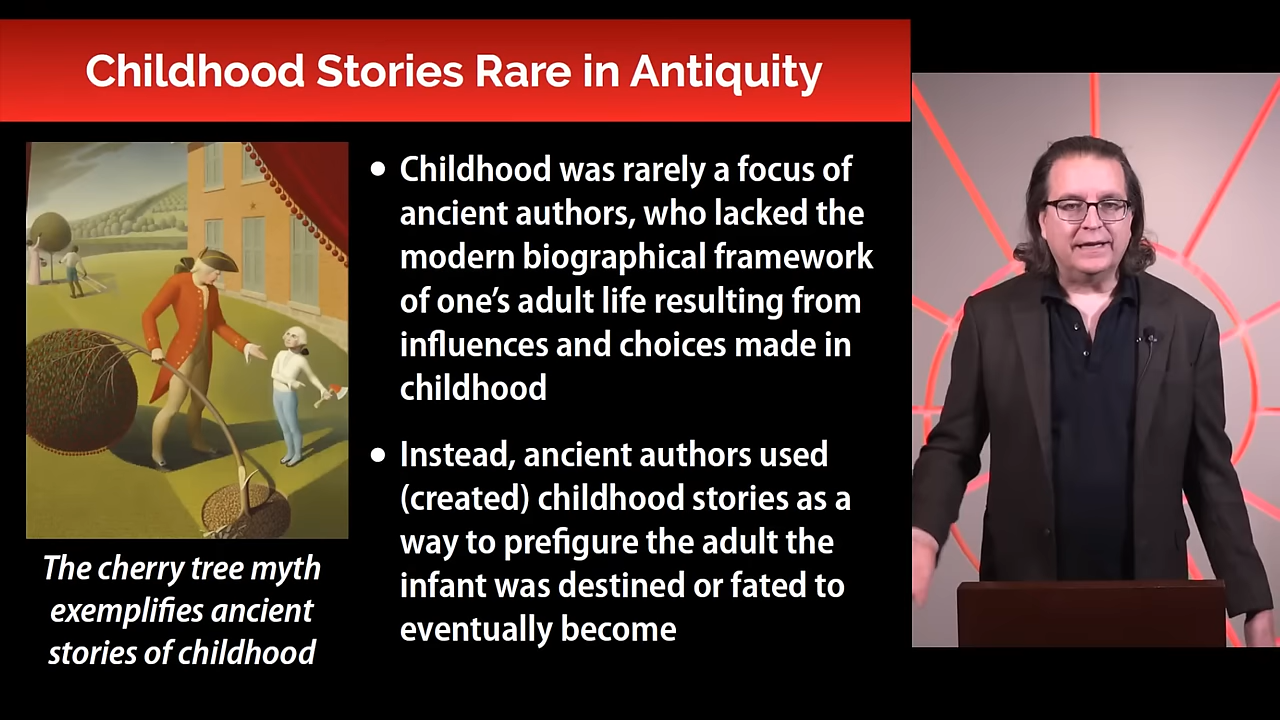 Childhood Stories Rare in Antiquity
• Childhood was rarely a focus of
ancient authors, who lacked the
modern biographical framework
of one's adult life resulting from
influences and choices made in
childhood
• Instead, ancient authors used
(created) childhood stories as a
way to prefigure the adult the
infant was destined or fated to
eventually become
The cherry tree myth
exemplifies ancient
stories of childhood